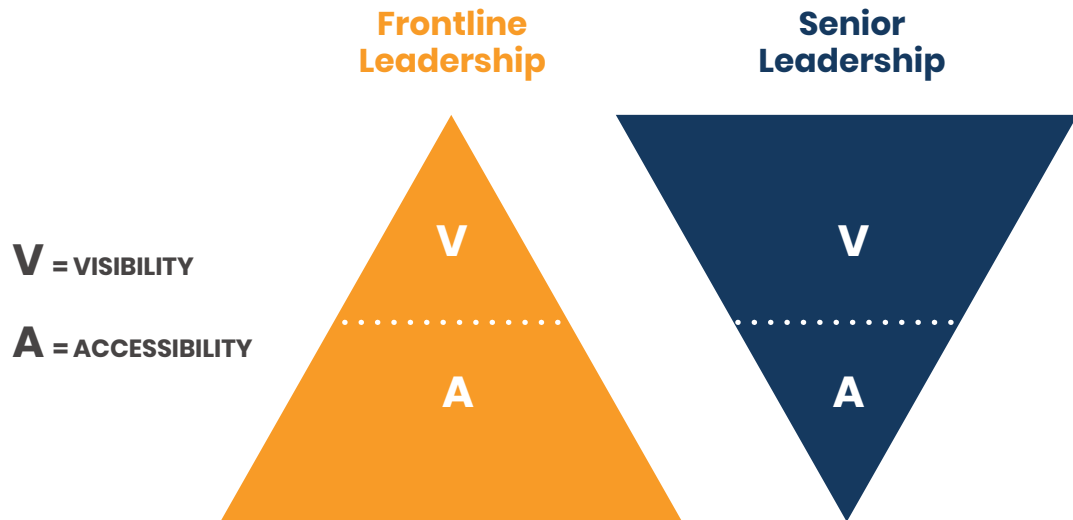 Frontline
Leadership
Senior
Leadership
V = VISIBILITY
A = ACCESSIBILITY
V
A
V
A